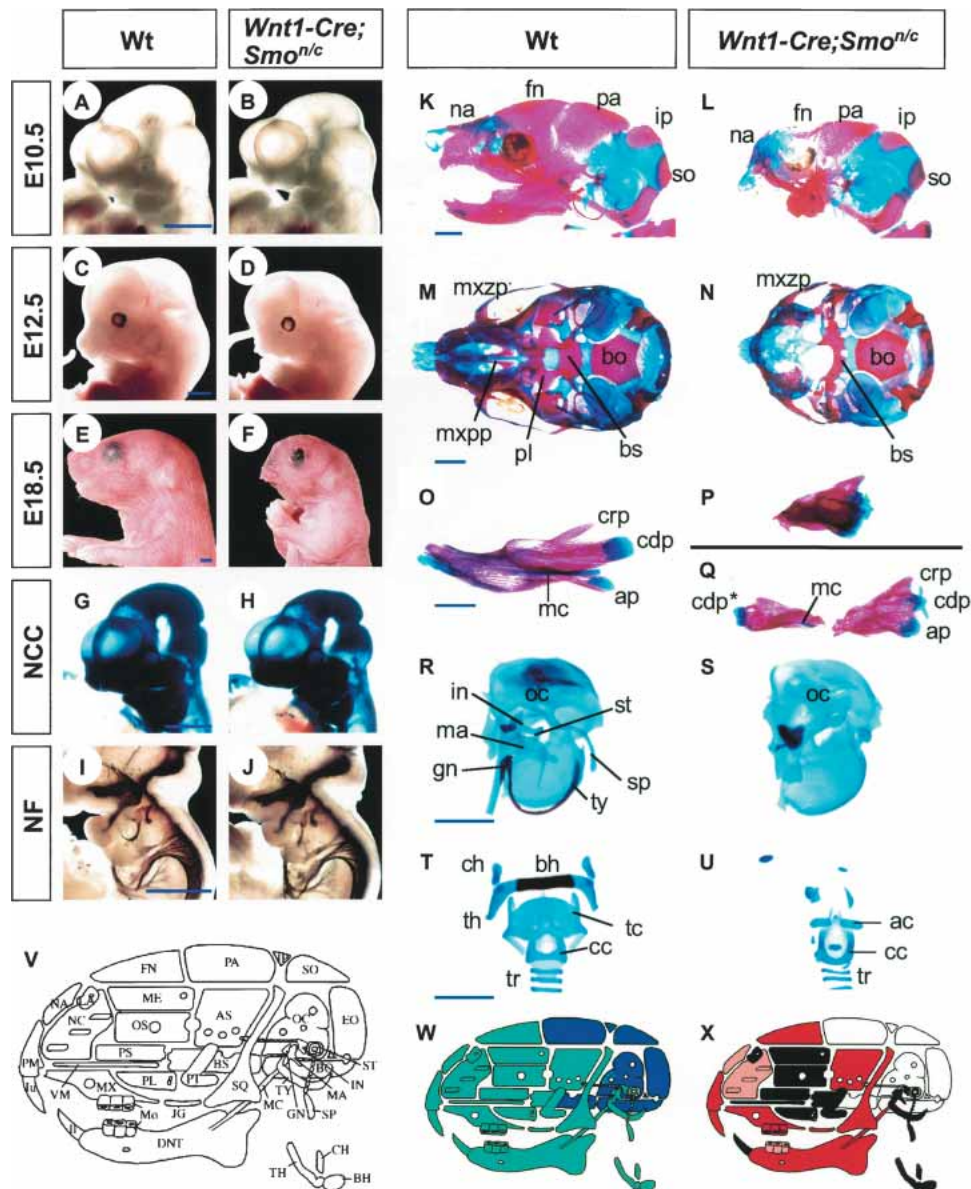 Wt
Wnt1-Cre;
Smo^n/c
Wt
Wnt1-Cre;Smo^n/c
E10.5
E12.5
E18.5
NCC
NF
A
B
C
D
E
F
G
H
I
J
K
na
fn
pa
ip
so
L
na
fn
pa
ip
so
M
mxzp
mxpp
pl
bs
bo
N
mxzp
bo
bs
O
crp
cdp
mc
ap
P
Q
cdp*
mc
crp
cdp
ap
R
oc
in
st
ma
gn
sp
ty
S
oc
T
ch
bh
th
tc
cc
tr
U
ac
cc
tr
V
FN
PA
SO
NA
NC
ME
OS
AS
OC
EO
PM
PS
VM
MX
PL
PT
SQ
TY
ST
IN
MA
SP
GN
MC
JG
Mo
DNT
TH
CH
BH
W
X